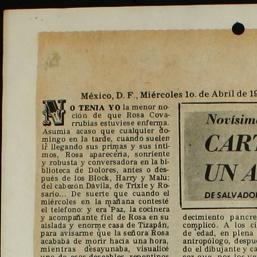 México, D. F., Miércoles 1o. de Abril de 19
NO TENIA YO la menor no-
ción de que Rosa Cova-
rrubias estuviese enferma.
Asumía acaso que cualquier do-
mingo en la tarde, cuando suelen
ir llegando sus primas y sus ínti-
mos, Rosa aparecería, sonriente
y robusta y conversadora en la bi-
blioteca de Dolores, antes o des-
pués de los Block, Harry y Malú;
del cabezón Dávila, de Trixie y Ro-
sario... De suerte que cuando el
miércoles en la mañana contesté
el teléfono: y era Paz, la cocinera
y acompañante fiel de Rosa en su
aislada y enorme casa de Tizapán,
para avisarme que la señora Rosa
acababa de morir hacía una hora,
mientras desayunaba, visualicé
Novísim
CART
UN A
DE SALVADOR
decimiento pancre
complicó. A los ci
de edad, en plena
antropólogo, despu
do el dibujante y ca